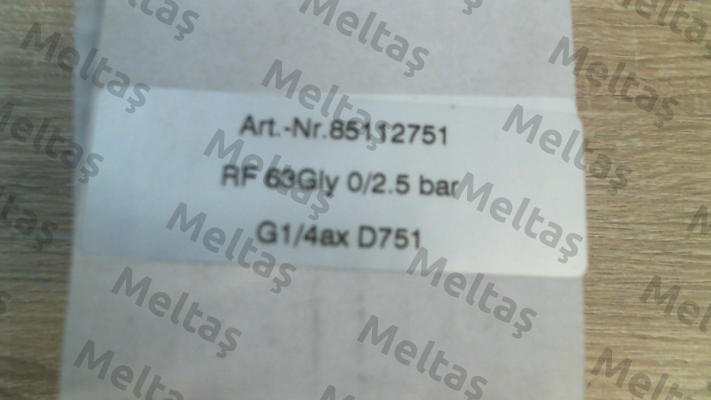 Art.-Nr.85112751
RF 63Gly 0/2.5 bar
G1/4ax D751
Meltaş